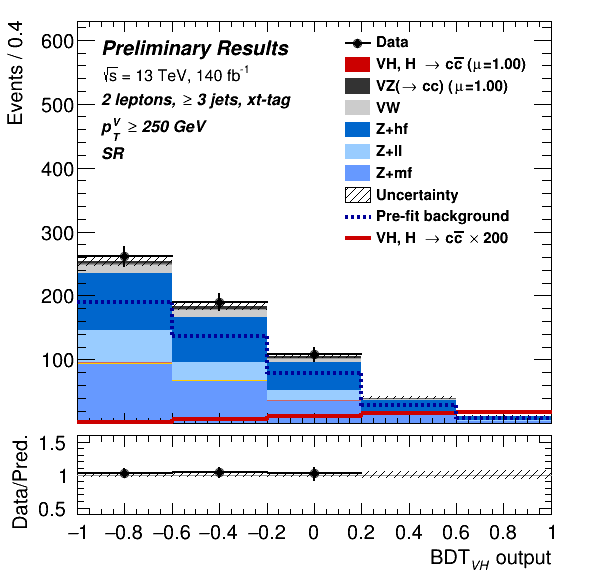 Events / 0.4
600
500
400
300
200
100
Preliminary Results
√s = 13 TeV, 140 fb⁻¹
2 leptons, ≥ 3 jets, xt-tag
p_T^V ≥ 250 GeV
SR
Data
VH, H → cc̅ (μ=1.00)
VZ(→ cc) (μ=1.00)
VW
Z+hf
Z+ll
Z+mf
Uncertainty
Pre-fit background
VH, H → cc̅ × 200
Data/Pred.
1.5
1
0.5
−1 −0.8 −0.6 −0.4 −0.2 0 0.2 0.4 0.6 0.8 1
BDT_VH output